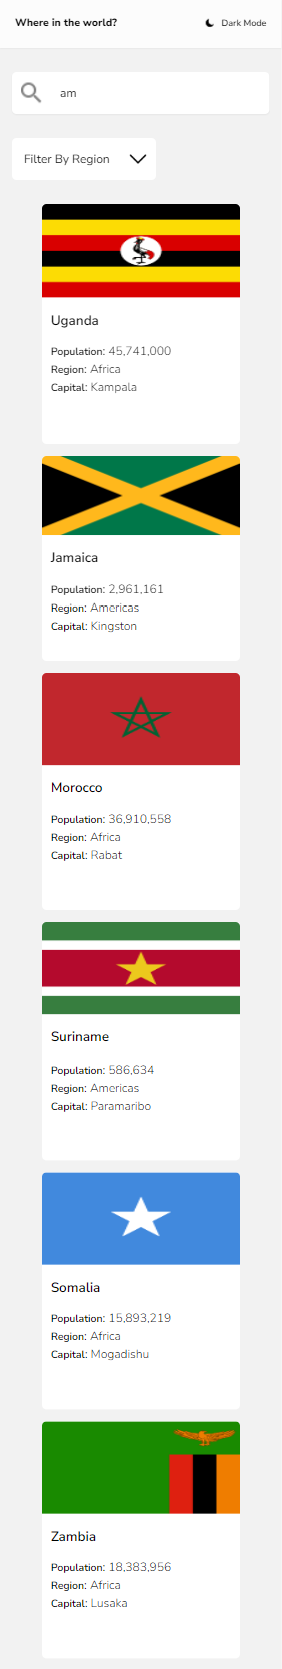 Where in the world?
Dark Mode
am
Filter By Region
Uganda
Population: 45,741,000
Region: Africa
Capital: Kampala
Jamaica
Population: 2,961,161
Region: Americas
Capital: Kingston
Morocco
Population: 36,910,558
Region: Africa
Capital: Rabat
Suriname
Population: 586,634
Region: Americas
Capital: Paramaribo
Somalia
Population: 15,893,219
Region: Africa
Capital: Mogadishu
Zambia
Population: 18,383,956
Region: Africa
Capital: Lusaka